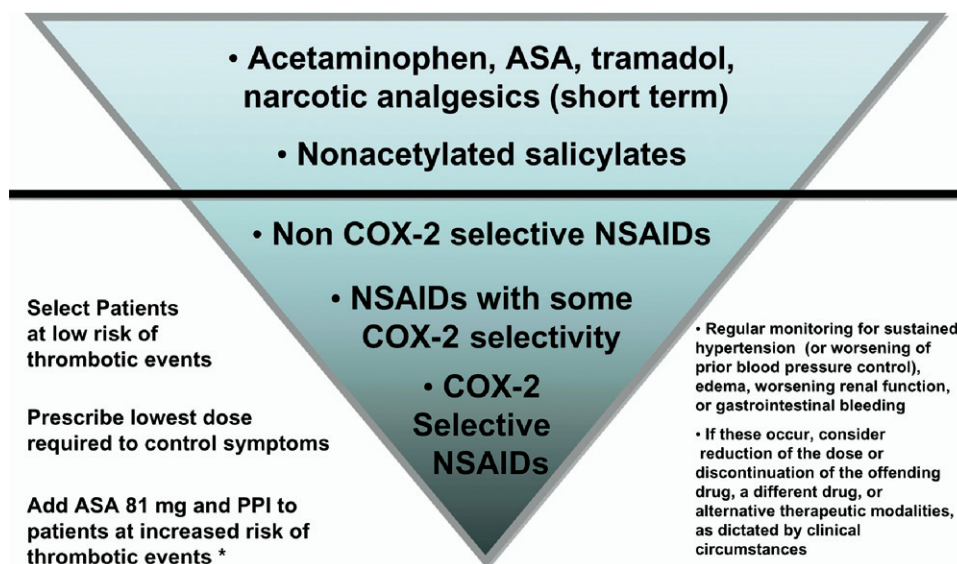 • Acetaminophen, ASA, tramadol,
narcotic analgesics (short term)
• Nonacetylated salicylates
• Non COX-2 selective NSAIDs
• NSAIDs with some
COX-2 selectivity
• COX-2
Selective
NSAIDs
Select Patients
at low risk of
thrombotic events
Prescribe lowest dose
required to control symptoms
Add ASA 81 mg and PPI to
patients at increased risk of
thrombotic events *
• Regular monitoring for sustained
hypertension (or worsening of
prior blood pressure control),
edema, worsening renal function,
or gastrointestinal bleeding
• If these occur, consider
reduction of the dose or
discontinuation of the offending
drug, a different drug, or
alternative therapeutic modalities,
as dictated by clinical
circumstances